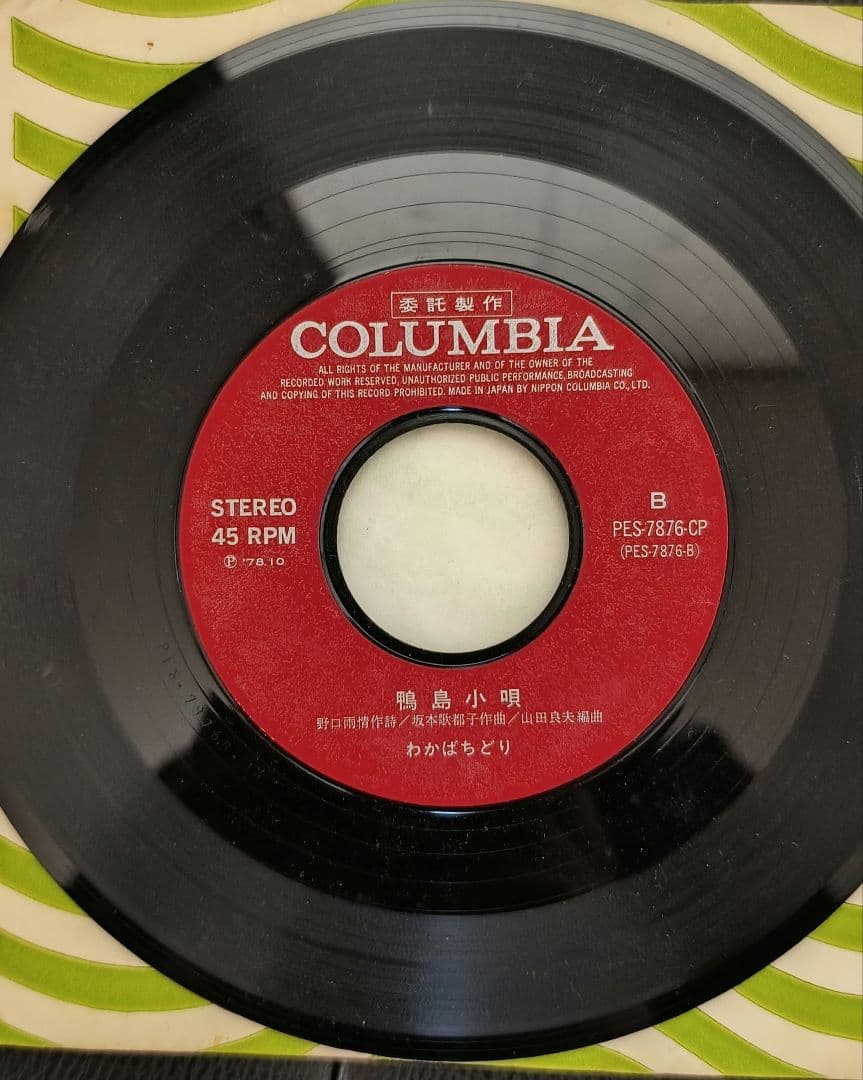 委託製作
COLUMBIA
ALL RIGHTS OF THE MANUFACTURER AND OF THE OWNER OF THE
RECORDED WORK RESERVED, UNAUTHORIZED PUBLIC PERFORMANCE, BROADCASTING
AND COPYING OF THIS RECORD PROHIBITED. MADE IN JAPAN BY NIPPON COLUMBIA CO., LTD.
STEREO
45 RPM
Ⓟ '78.10
B
PES-7876-CP
(PES-7876-B)
鴨島小唄
野口雨情作詩/坂本歌都子作曲/山田良夫編曲
わかばちどり